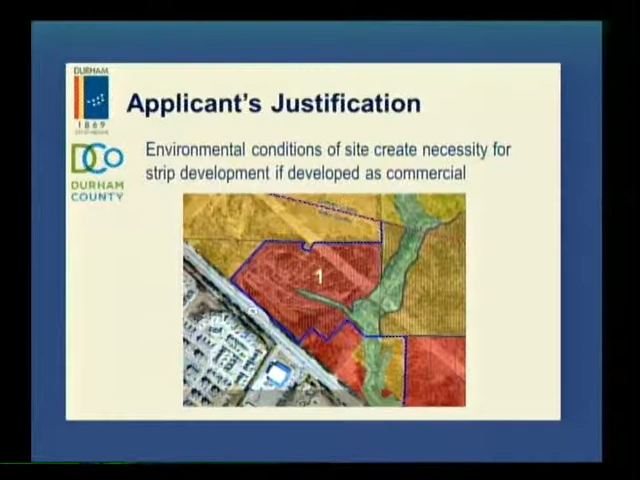 DURHAM
1869
DCo
DURHAM
COUNTY
Applicant's Justification
Environmental conditions of site create necessity for
strip development if developed as commercial
1